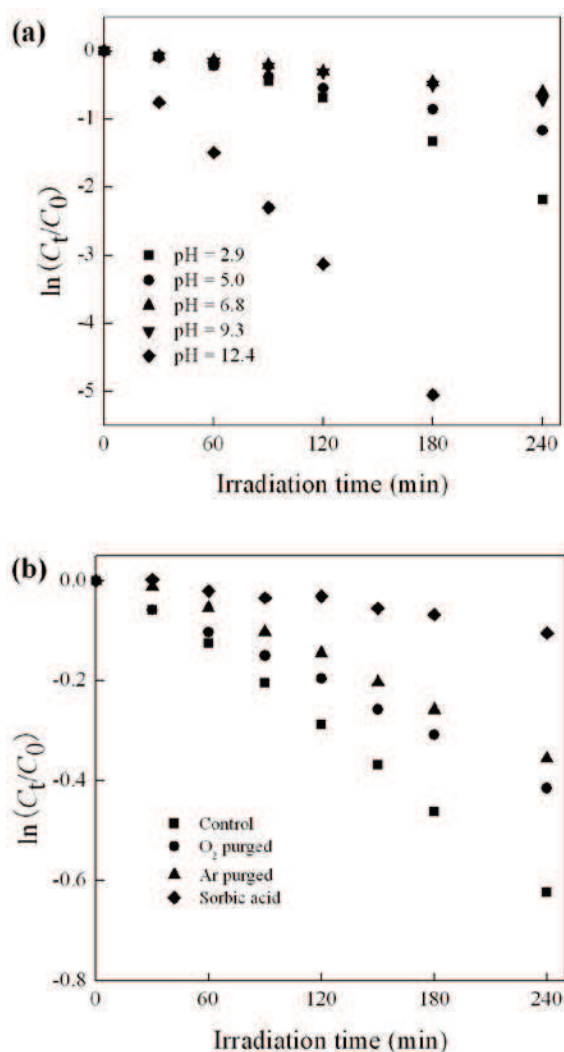 (a)
0
-1
-2
-3
-4
-5
ln (Ct/C0)
pH = 2.9
pH = 5.0
pH = 6.8
pH = 9.3
pH = 12.4
0 60 120 180 240
Irradiation time (min)
(b)
0.0
-0.2
-0.4
-0.6
-0.8
ln (Ct/C0)
Control
O2 purged
Ar purged
Sorbic acid
0 60 120 180 240
Irradiation time (min)